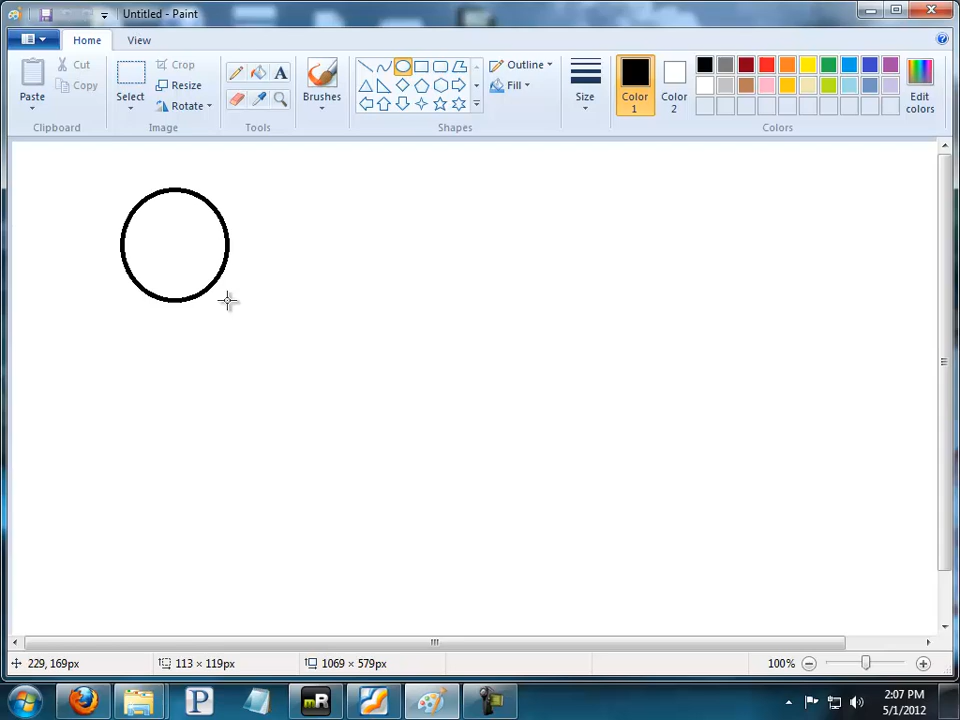 Untitled - Paint
Home View
Paste
Cut
Copy
Clipboard
Select
Crop
Resize
Rotate
Image
A
Tools
Brushes
Outline
Fill
Shapes
Size
Color 1
Color 2
Edit colors
Colors
229, 169px
113 × 119px
1069 × 579px
100%
P
mR
2:07 PM
5/1/2012